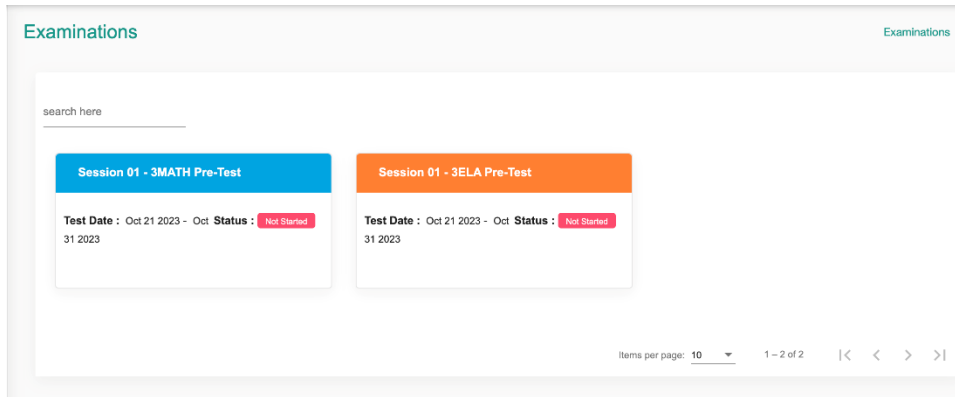 Examinations
Examinations
search here
Session 01 - 3MATH Pre-Test
Test Date : Oct 21 2023 - Oct Status : Not Started
31 2023
Session 01 - 3ELA Pre-Test
Test Date : Oct 21 2023 - Oct Status : Not Started
31 2023
Items per page: 10
1 – 2 of 2